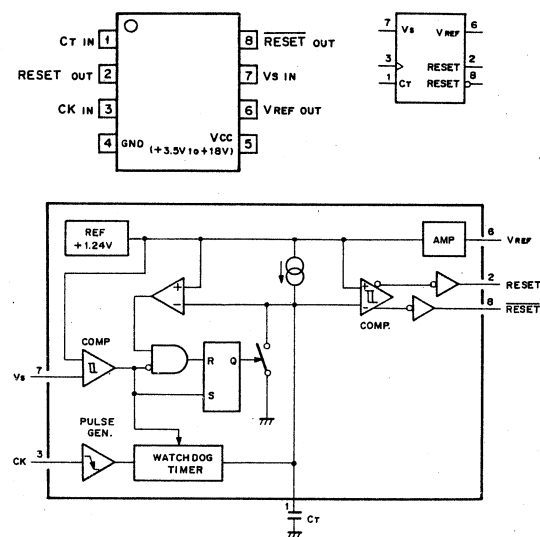 CT IN 1
8 RESET OUT
RESET OUT 2
7 VS IN
CK IN 3
6 VREF OUT
4 GND
VCC 5
(+3.5V to +18V)
7 VS VREF 6
3
RESET 2
1 CT RESET 8
REF
+1.24V
AMP
6 VREF
+
-
+
-
COMP.
2 RESET
8 RESET
COMP
VS 7
R Q
S
PULSE
GEN.
CK 3
WATCHDOG
TIMER
1
CT